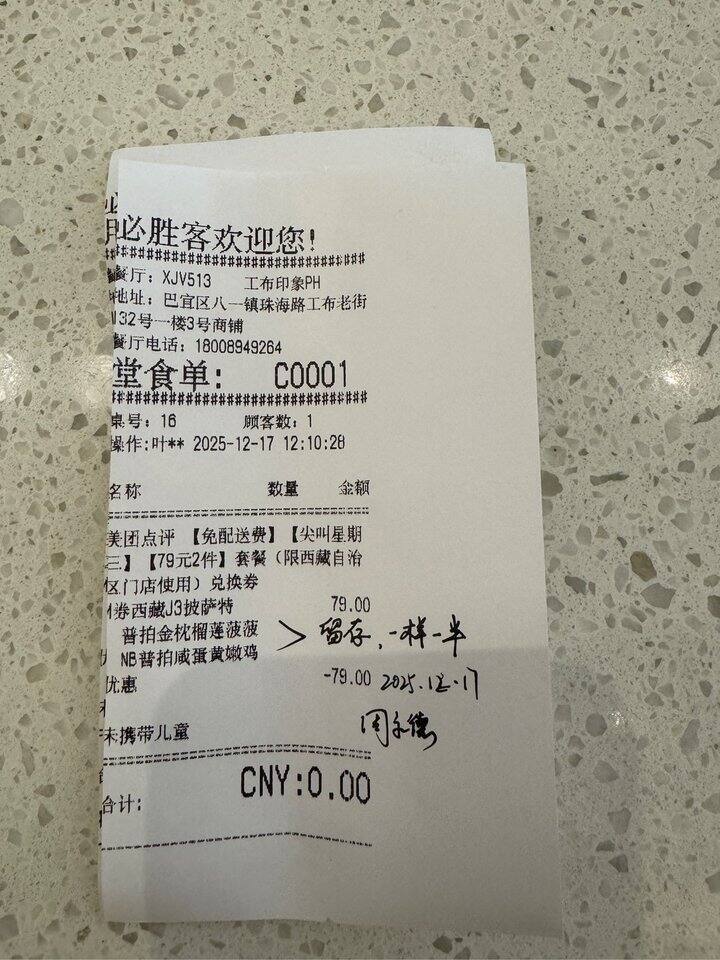 必胜客欢迎您!
################################
餐厅: XJV513 工布印象PH
地址: 巴宜区八一镇珠海路工布老街
32号一楼3号商铺
餐厅电话: 18008949264
堂食单: C0001
################################
桌号: 16 顾客数: 1
操作:叶** 2025-12-17 12:10:28
名称 数量 金额
美团点评 【免配送费】【尖叫星期
三】【79元2件】套餐(限西藏自治
区门店使用)兑换券
券西藏J3披萨特 79.00
普拍金枕榴莲菠菠
NB普拍咸蛋黄嫩鸡
> 留存,一样一半
优惠 -79.00
2025.12.17
未携带儿童
CNY:0.00
合计: